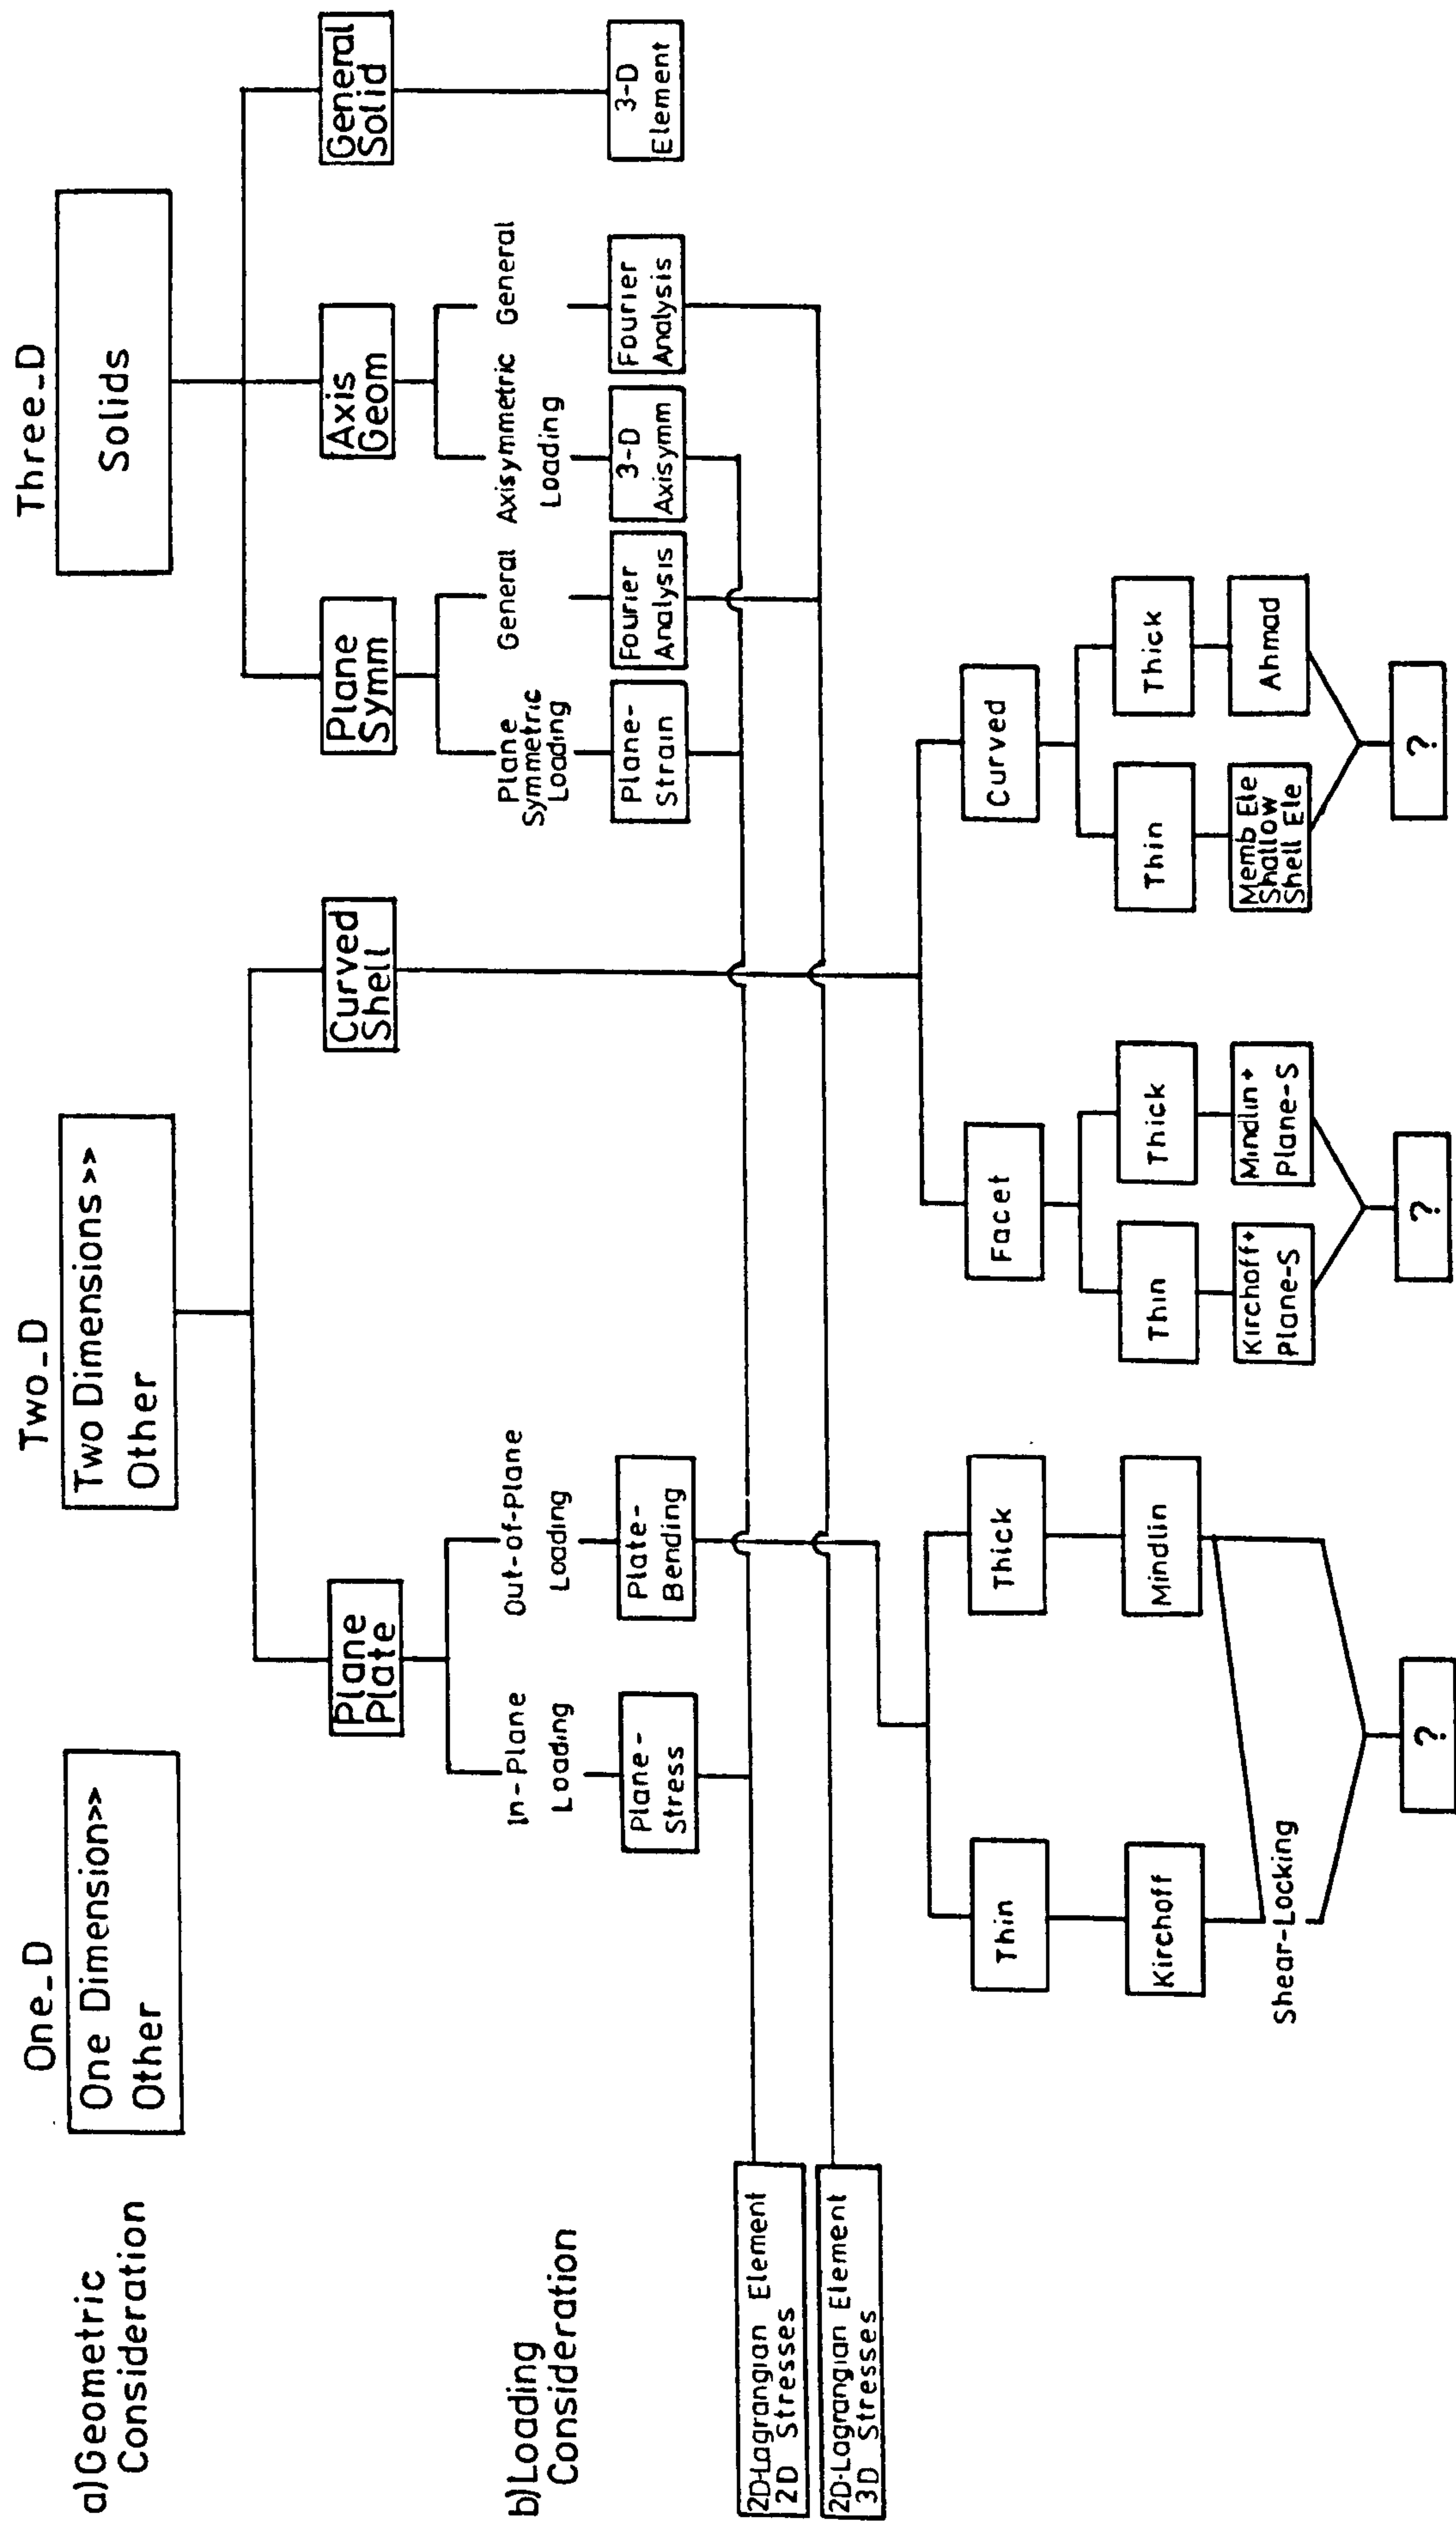 a)Geometric
Consideration
One_D
One Dimension>>
Other
Two_D
Two Dimensions >>
Other
Three_D
Solids
Plane
Plate
Curved
Shell
Plane
Symm
Axis
Geom
General
Solid
b)Loading
Consideration
In-Plane
Loading
Out-of-Plane
Loading
Plane
Symmetric
Loading
General
Axisymmetric
Loading
General
Plane-
Stress
Plate-
Bending
Plane-
Strain
Fourier
Analysis
3-D
Axisymm
Fourier
Analysis
3-D
Element
2D-Lagrangian Element
2D Stresses
2D-Lagrangian Element
3D Stresses
Thin
Thick
Facet
Curved
Kirchoff
Mindlin
Thin
Thick
Thin
Thick
Shear-Locking
Kirchoff+
Plane-S
Mindlin+
Plane-S
Memb Ele
Shallow
Shell Ele
Ahmad
?
?
?